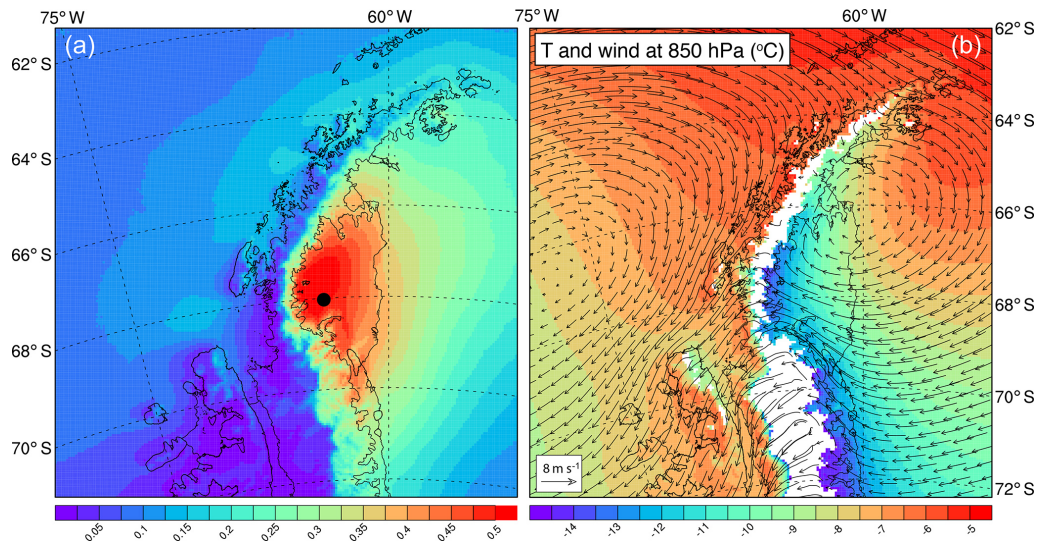 75°W 60°W 75°W 60°W
(a) T and wind at 850 hPa (°C) (b)
62°S 62°S
64°S 64°S
66°S 66°S
68°S 68°S
70°S 70°S
8 m s-1
72°S
0.05 0.1 0.15 0.2 0.25 0.3 0.35 0.4 0.45 0.5
-14 -13 -12 -11 -10 -9 -8 -7 -6 -5